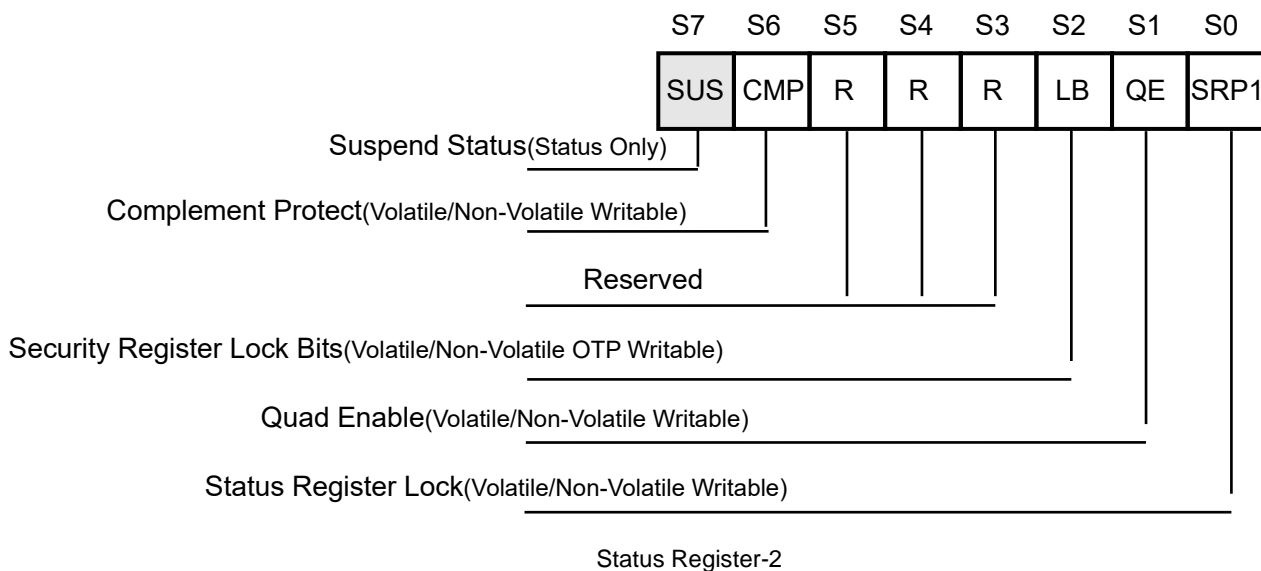 S7 S6 S5 S4 S3 S2 S1 S0
SUS CMP R R R LB QE SRP1
Suspend Status(Status Only)
Complement Protect(Volatile/Non-Volatile Writable)
Reserved
Security Register Lock Bits(Volatile/Non-Volatile OTP Writable)
Quad Enable(Volatile/Non-Volatile Writable)
Status Register Lock(Volatile/Non-Volatile Writable)
Status Register-2